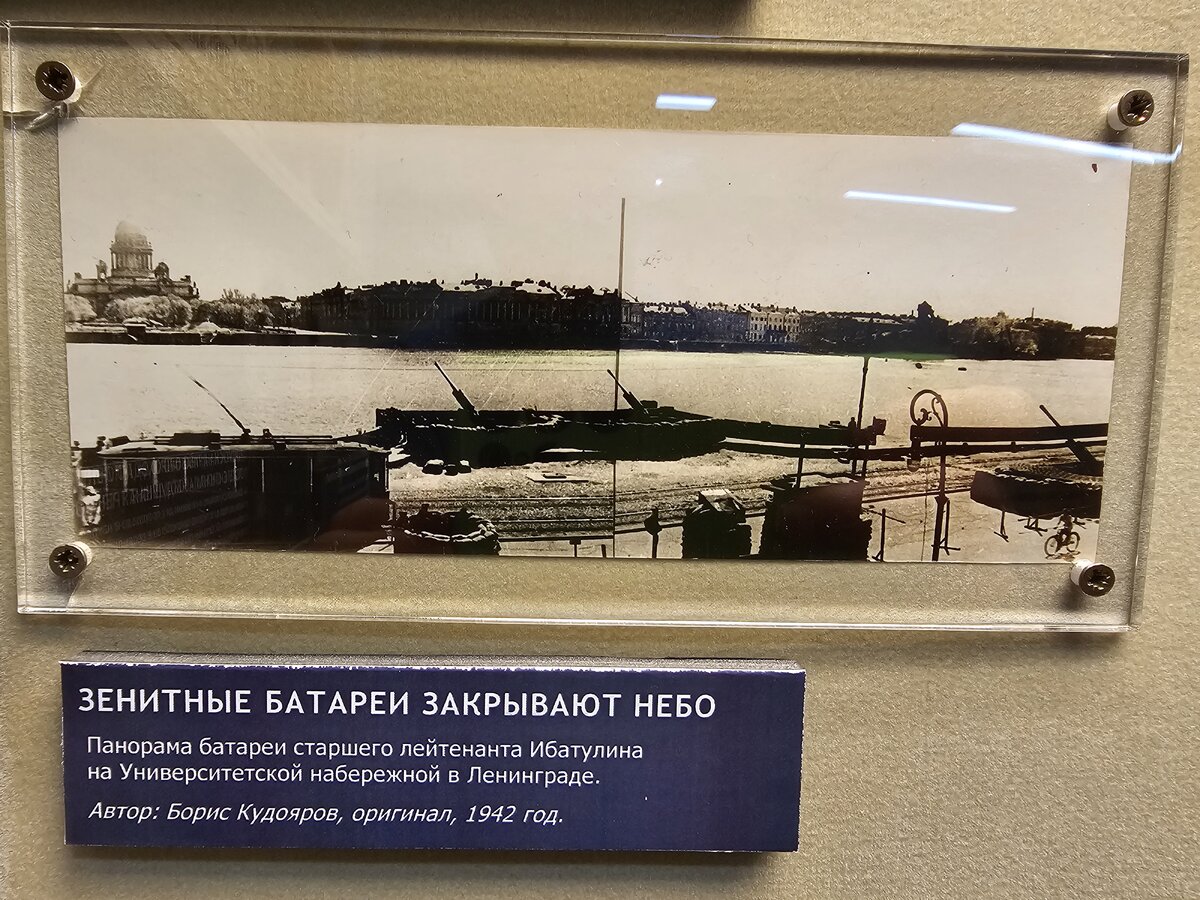 ЗЕНИТНЫЕ БАТАРЕИ ЗАКРЫВАЮТ НЕБО
Панорама батареи старшего лейтенанта Ибатулина
на Университетской набережной в Ленинграде.
Автор: Борис Кудояров, оригинал, 1942 год.